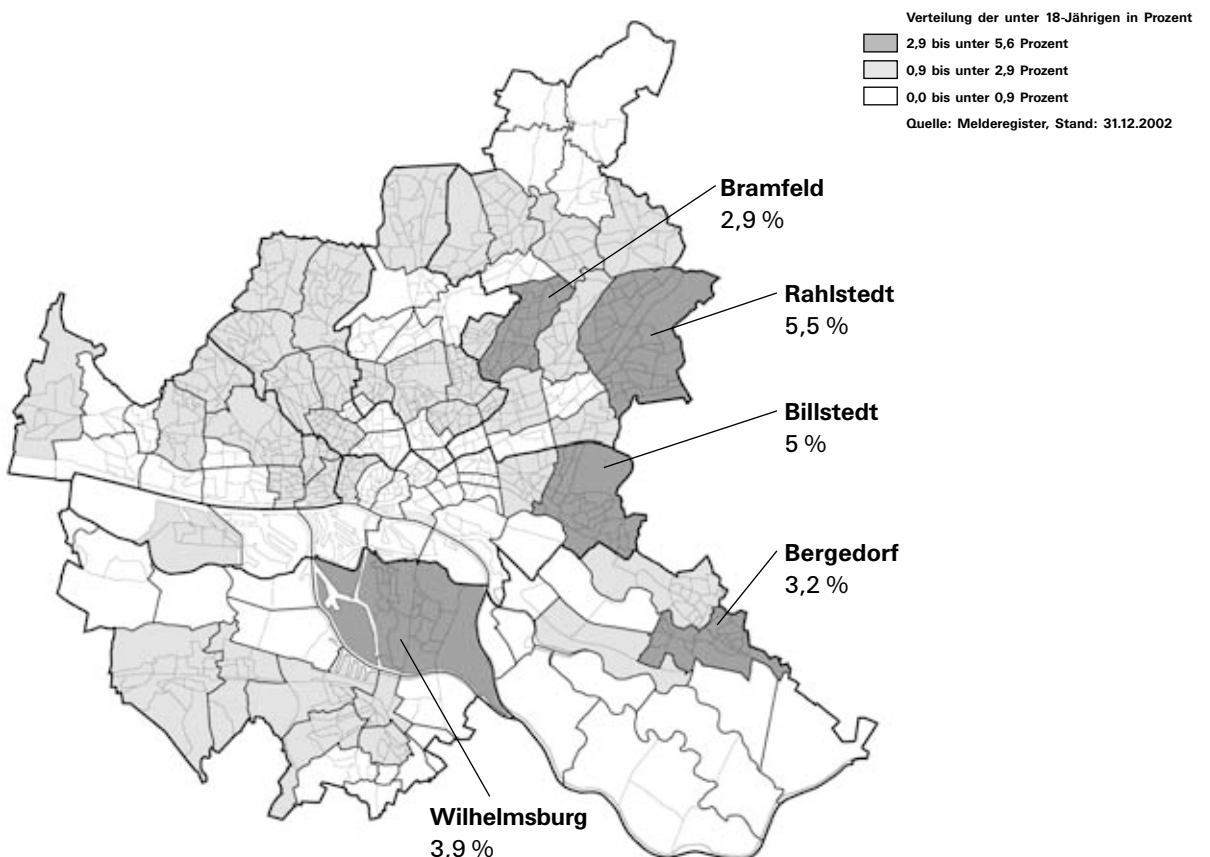 Verteilung der unter 18-Jährigen in Prozent
2,9 bis unter 5,6 Prozent
0,9 bis unter 2,9 Prozent
0,0 bis unter 0,9 Prozent
Quelle: Melderegister, Stand: 31.12.2002
Bramfeld
2,9 %
Rahlstedt
5,5 %
Billstedt
5 %
Bergedorf
3,2 %
Wilhelmsburg
3,9 %